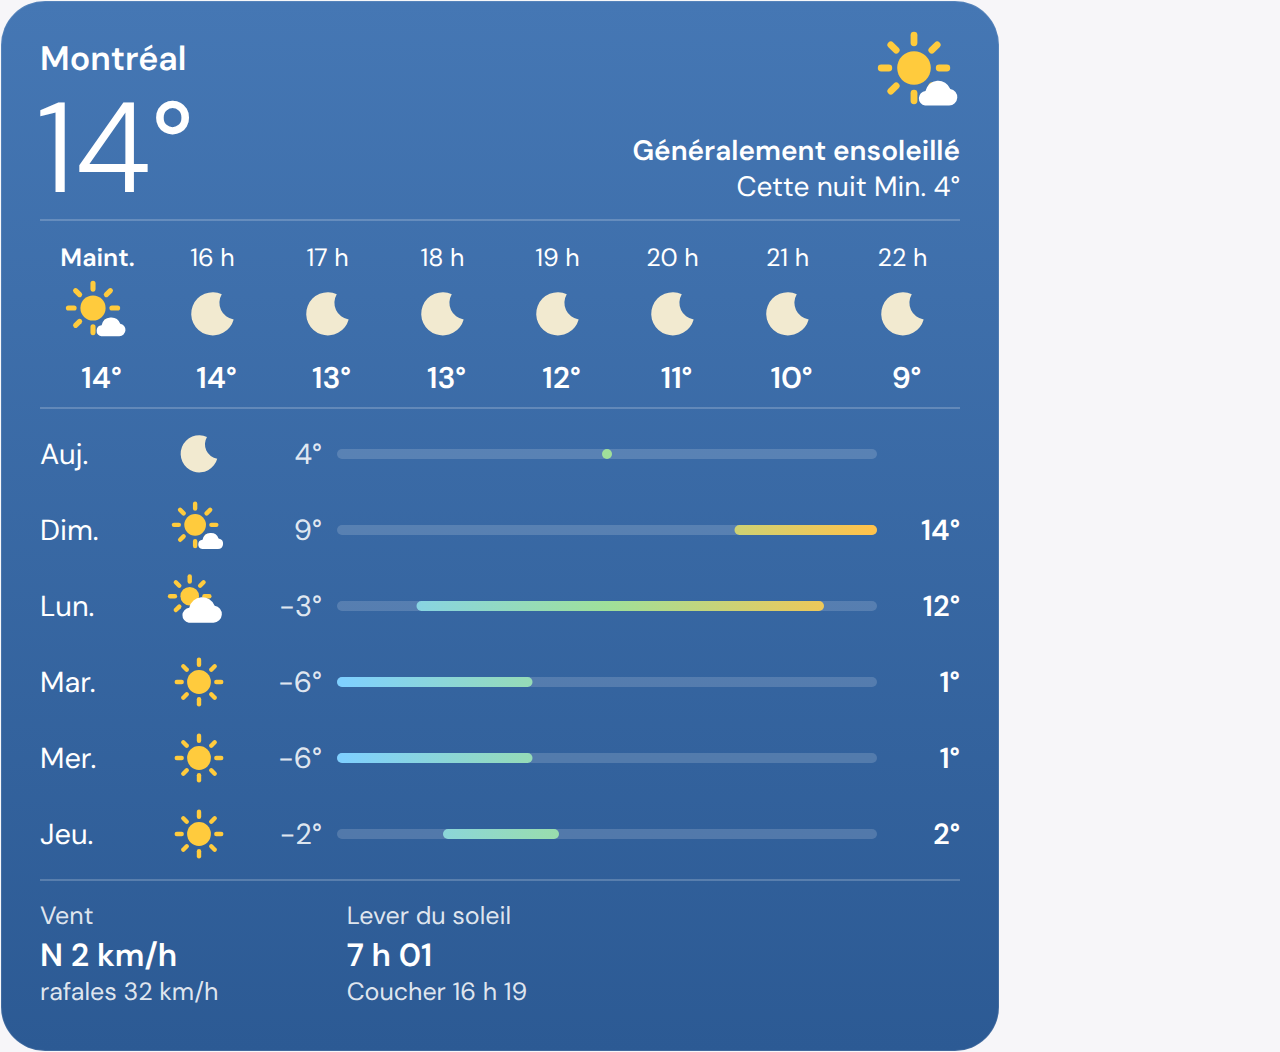 Montréal
14°
Généralement ensoleillé
Cette nuit Min. 4°
Maint. 16 h 17 h 18 h 19 h 20 h 21 h 22 h
14° 14° 13° 13° 12° 11° 10° 9°
Auj. 4°
Dim. 9° 14°
Lun. −3° 12°
Mar. −6° 1°
Mer. −6° 1°
Jeu. −2° 2°
Vent Lever du soleil
N 2 km/h 7 h 01
rafales 32 km/h Coucher 16 h 19